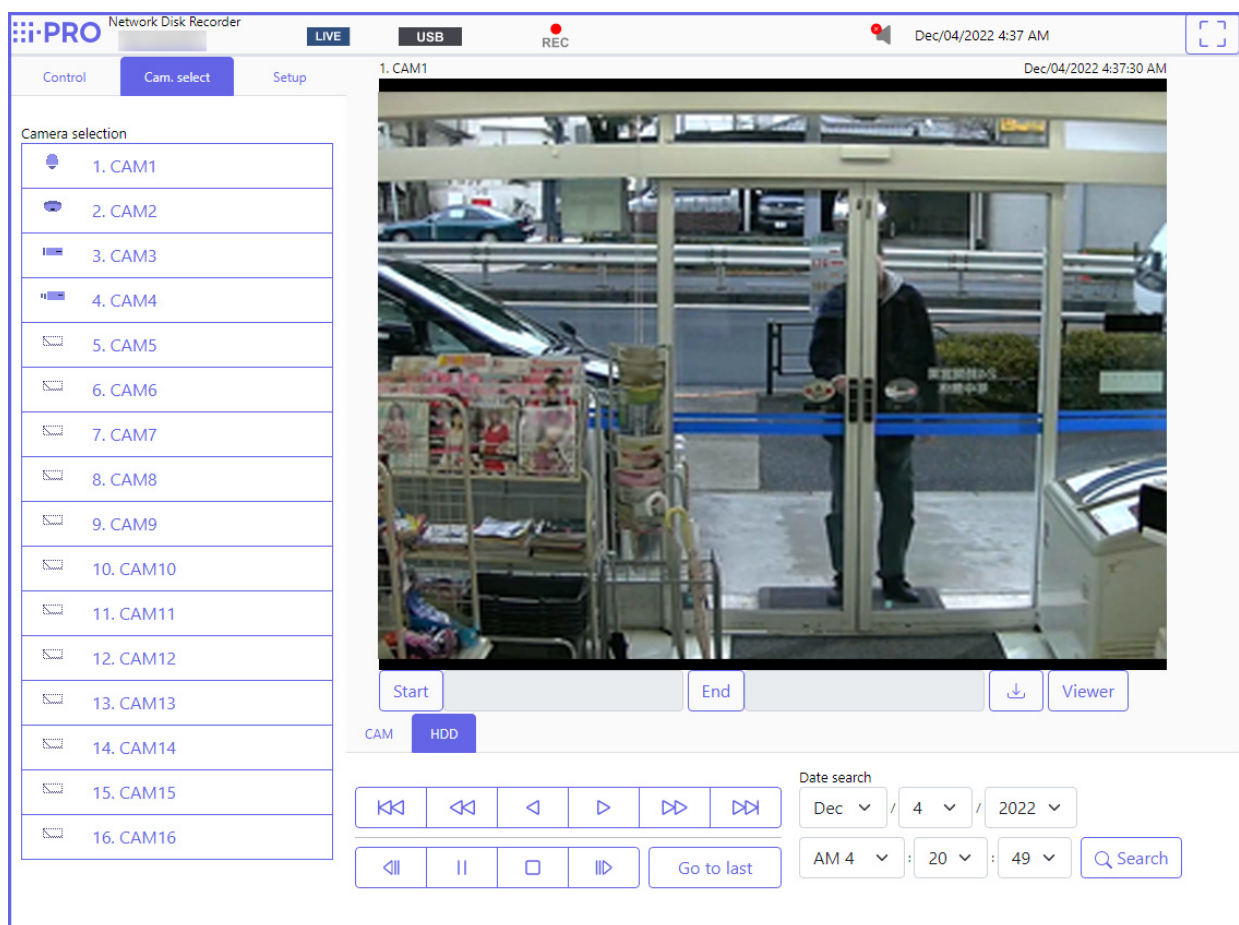 i-PRO Network Disk Recorder
LIVE
USB
REC
Dec/04/2022 4:37 AM
Control
Cam. select
Setup
1. CAM1
Dec/04/2022 4:37:30 AM
Camera selection
1. CAM1
2. CAM2
3. CAM3
4. CAM4
5. CAM5
6. CAM6
7. CAM7
8. CAM8
9. CAM9
10. CAM10
11. CAM11
12. CAM12
13. CAM13
14. CAM14
15. CAM15
16. CAM16
Start
End
Viewer
CAM
HDD
Date search
Dec / 4 / 2022
AM 4 : 20 : 49
Search
Go to last